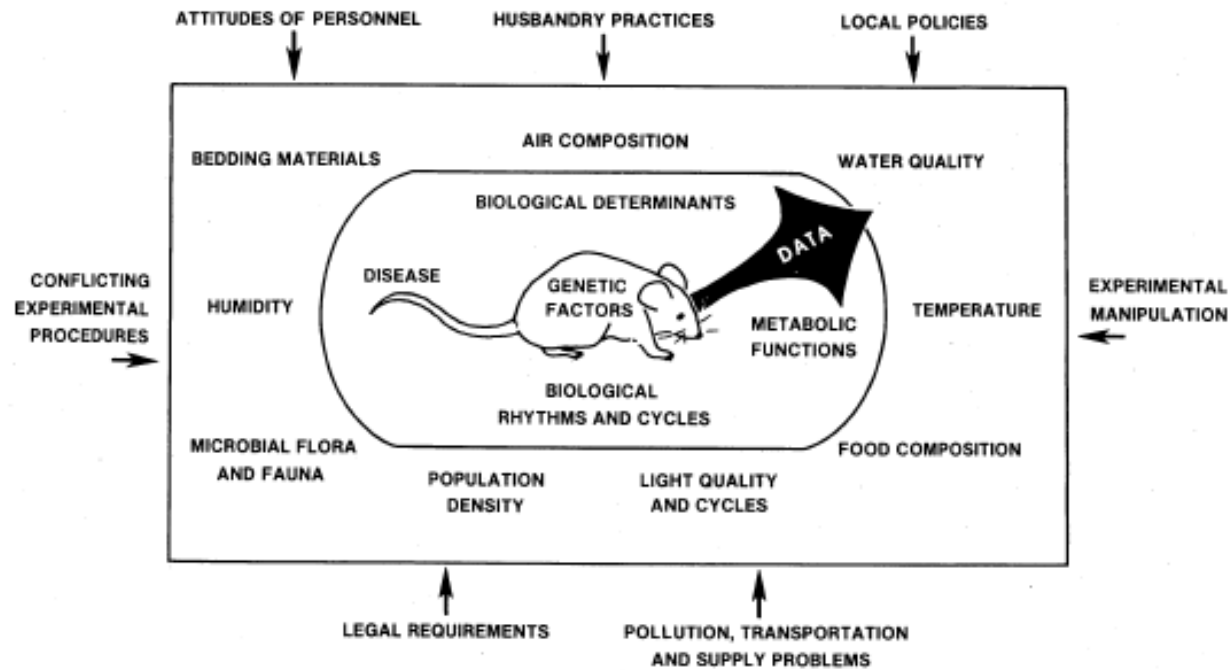 ATTITUDES OF PERSONNEL
HUSBANDRY PRACTICES
LOCAL POLICIES
AIR COMPOSITION
BEDDING MATERIALS
WATER QUALITY
BIOLOGICAL DETERMINANTS
DATA
DISEASE
GENETIC
FACTORS
CONFLICTING
EXPERIMENTAL
PROCEDURES
HUMIDITY
METABOLIC
FUNCTIONS
TEMPERATURE
EXPERIMENTAL
MANIPULATION
BIOLOGICAL
RHYTHMS AND CYCLES
MICROBIAL FLORA
AND FAUNA
POPULATION
DENSITY
LIGHT QUALITY
AND CYCLES
FOOD COMPOSITION
LEGAL REQUIREMENTS
POLLUTION, TRANSPORTATION
AND SUPPLY PROBLEMS